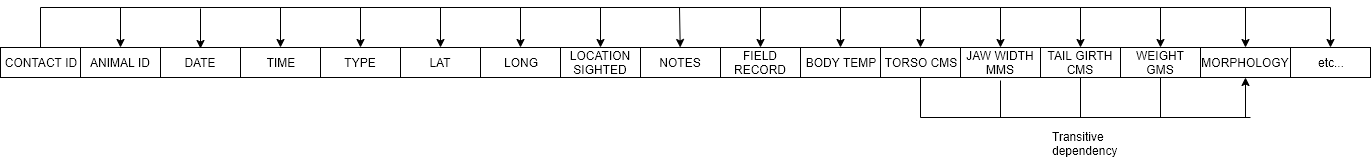 CONTACT ID
ANIMAL ID
DATE
TIME
TYPE
LAT
LONG
LOCATION
SIGHTED
NOTES
FIELD
RECORD
BODY TEMP
TORSO CMS
JAW WIDTH
MMS
TAIL GIRTH
CMS
WEIGHT
GMS
MORPHOLOGY
etc...
Transitive
dependency